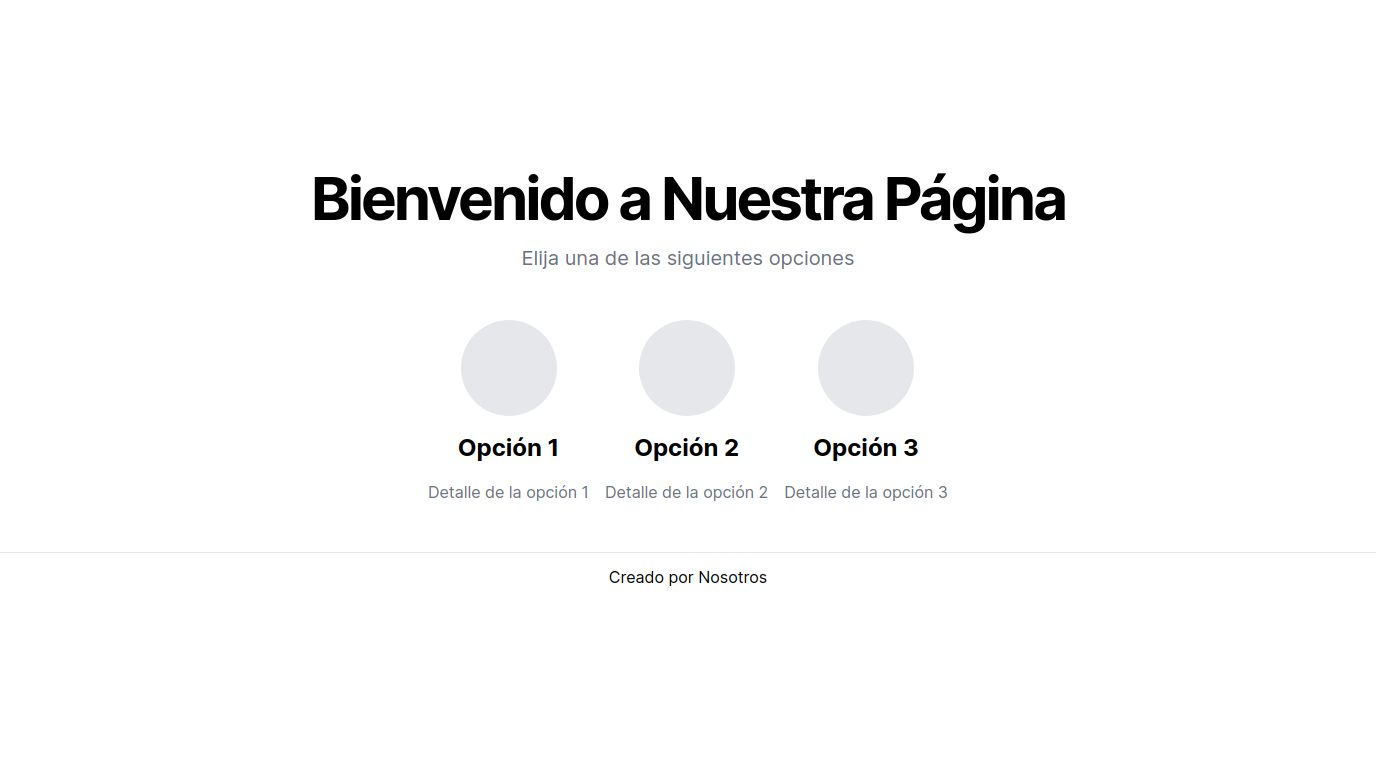 Bienvenido a Nuestra Página
Elija una de las siguientes opciones
Opción 1
Opción 2
Opción 3
Detalle de la opción 1
Detalle de la opción 2
Detalle de la opción 3
Creado por Nosotros